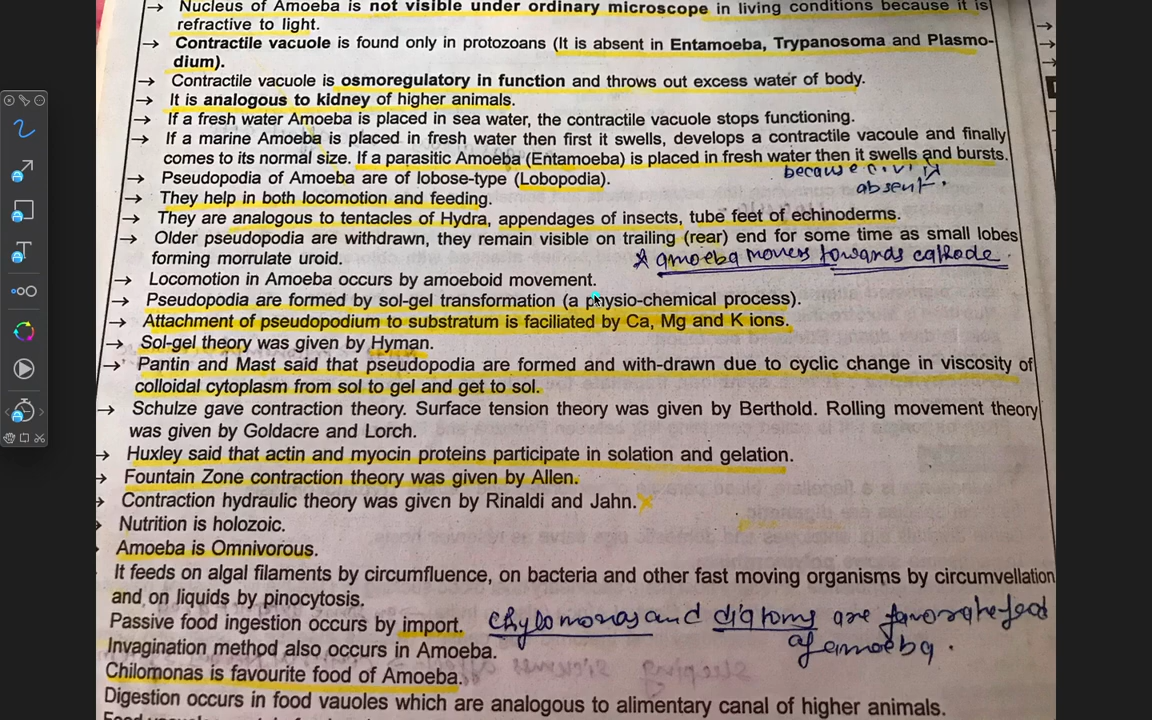 → Nucleus of Amoeba is not visible under ordinary microscope in living conditions because it is
refractive to light.
→ Contractile vacuole is found only in protozoans (It is absent in Entamoeba, Trypanosoma and Plasmo-
dium).
→ Contractile vacuole is osmoregulatory in function and throws out excess water of body.
→ It is analogous to kidney of higher animals.
→ If a fresh water Amoeba is placed in sea water, the contractile vacuole stops functioning.
→ If a marine Amoeba is placed in fresh water then first it swells, develops a contractile vacoule and finally
comes to its normal size. If a parasitic Amoeba (Entamoeba) is placed in fresh water then it swells and bursts.
because c.v. is
absent.
→ Pseudopodia of Amoeba are of lobose-type (Lobopodia).
→ They help in both locomotion and feeding.
→ They are analogous to tentacles of Hydra, appendages of insects, tube feet of echinoderms.
→ Older pseudopodia are withdrawn, they remain visible on trailing (rear) end for some time as small lobes
forming morrulate uroid.
amoeba moves towards cathode.
→ Locomotion in Amoeba occurs by amoeboid movement.
→ Pseudopodia are formed by sol-gel transformation (a physio-chemical process).
→ Attachment of pseudopodium to substratum is faciliated by Ca, Mg and K ions.
→ Sol-gel theory was given by Hyman.
→ Pantin and Mast said that pseudopodia are formed and with-drawn due to cyclic change in viscosity of
colloidal cytoplasm from sol to gel and get to sol.
→ Schulze gave contraction theory. Surface tension theory was given by Berthold. Rolling movement theory
was given by Goldacre and Lorch.
→ Huxley said that actin and myocin proteins participate in solation and gelation.
→ Fountain Zone contraction theory was given by Allen.
→ Contraction hydraulic theory was given by Rinaldi and Jahn.
Nutrition is holozoic.
Amoeba is Omnivorous.
It feeds on algal filaments by circumfluence, on bacteria and other fast moving organisms by circumvellation
and on liquids by pinocytosis.
Passive food ingestion occurs by import.
chylomonas and diatoms are favorate food
of amoeba.
Invagination method also occurs in Amoeba.
Chilomonas is favourite food of Amoeba.
Digestion occurs in food vauoles which are analogous to alimentary canal of higher animals.